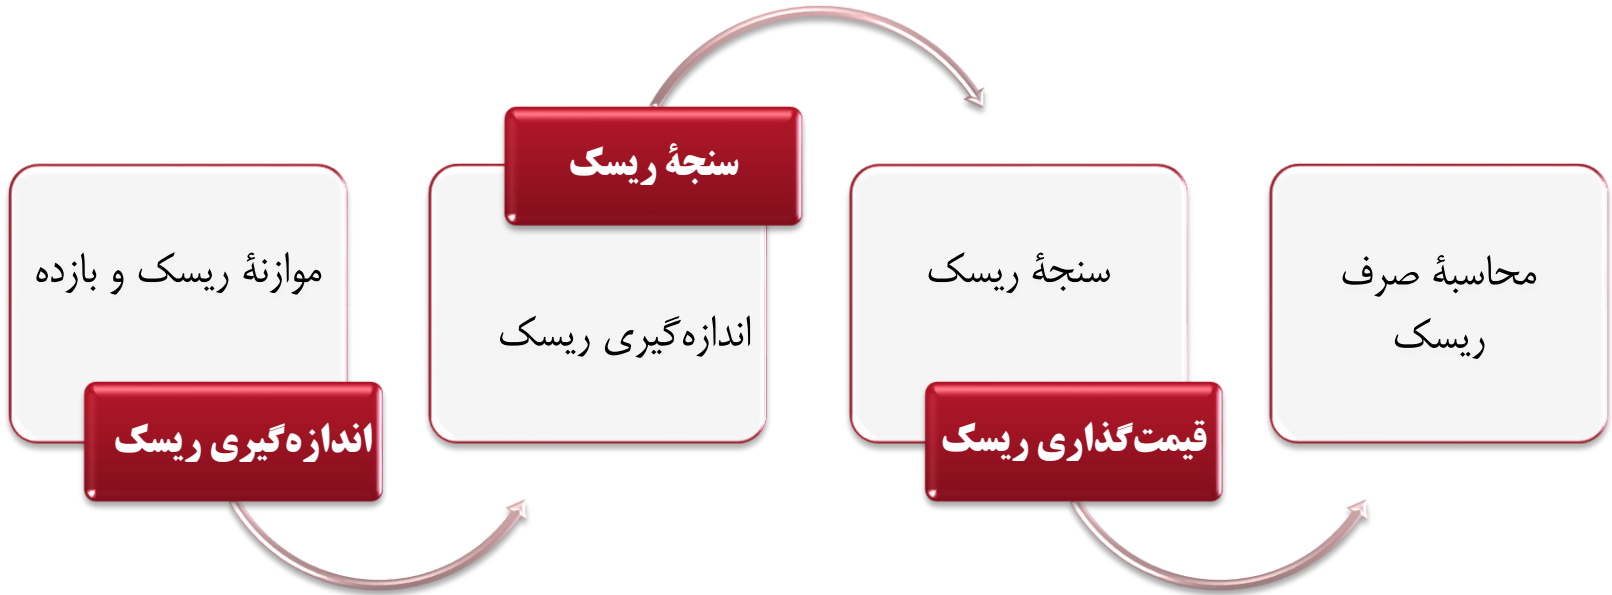 موازنهٔ ریسک و بازده
اندازه‌گیری ریسک
سنجهٔ ریسک
اندازه‌گیری ریسک
سنجهٔ ریسک
قیمت‌گذاری ریسک
محاسبهٔ صرف
ریسک